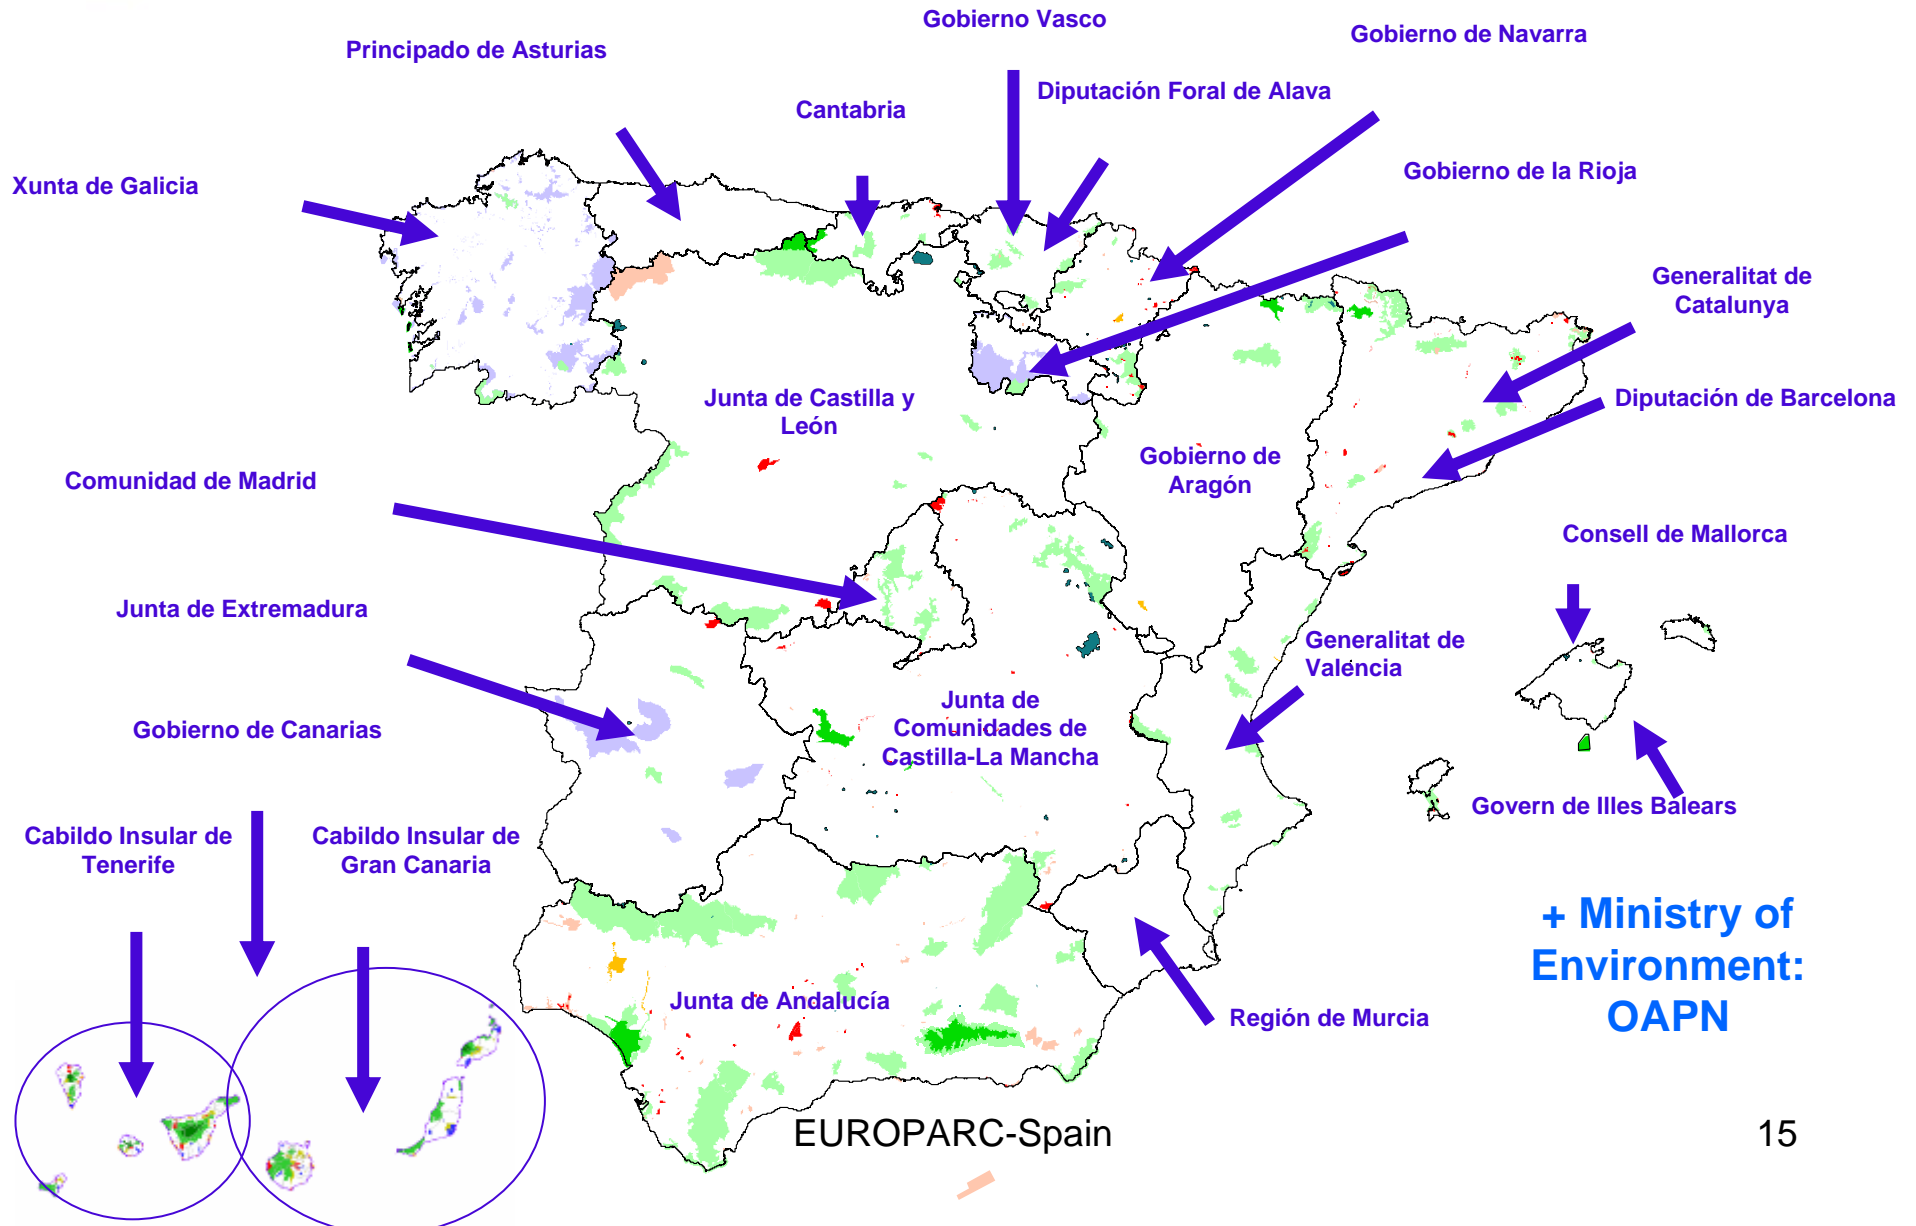 Gobierno Vasco
Gobierno de Navarra
Principado de Asturias
Diputación Foral de Alava
Cantabria
Gobierno de la Rioja
Xunta de Galicia
Generalitat de
Catalunya
Junta de Castilla y
León
Diputación de Barcelona
Gobierno de
Aragón
Comunidad de Madrid
Consell de Mallorca
Junta de Extremadura
Generalitat de
Valencia
Junta de
Comunidades de
Castilla-La Mancha
Gobierno de Canarias
Govern de Illes Balears
Cabildo Insular de
Tenerife
Cabildo Insular de
Gran Canaria
+ Ministry of
Environment:
OAPN
Junta de Andalucía
Región de Murcia
EUROPARC-Spain
15